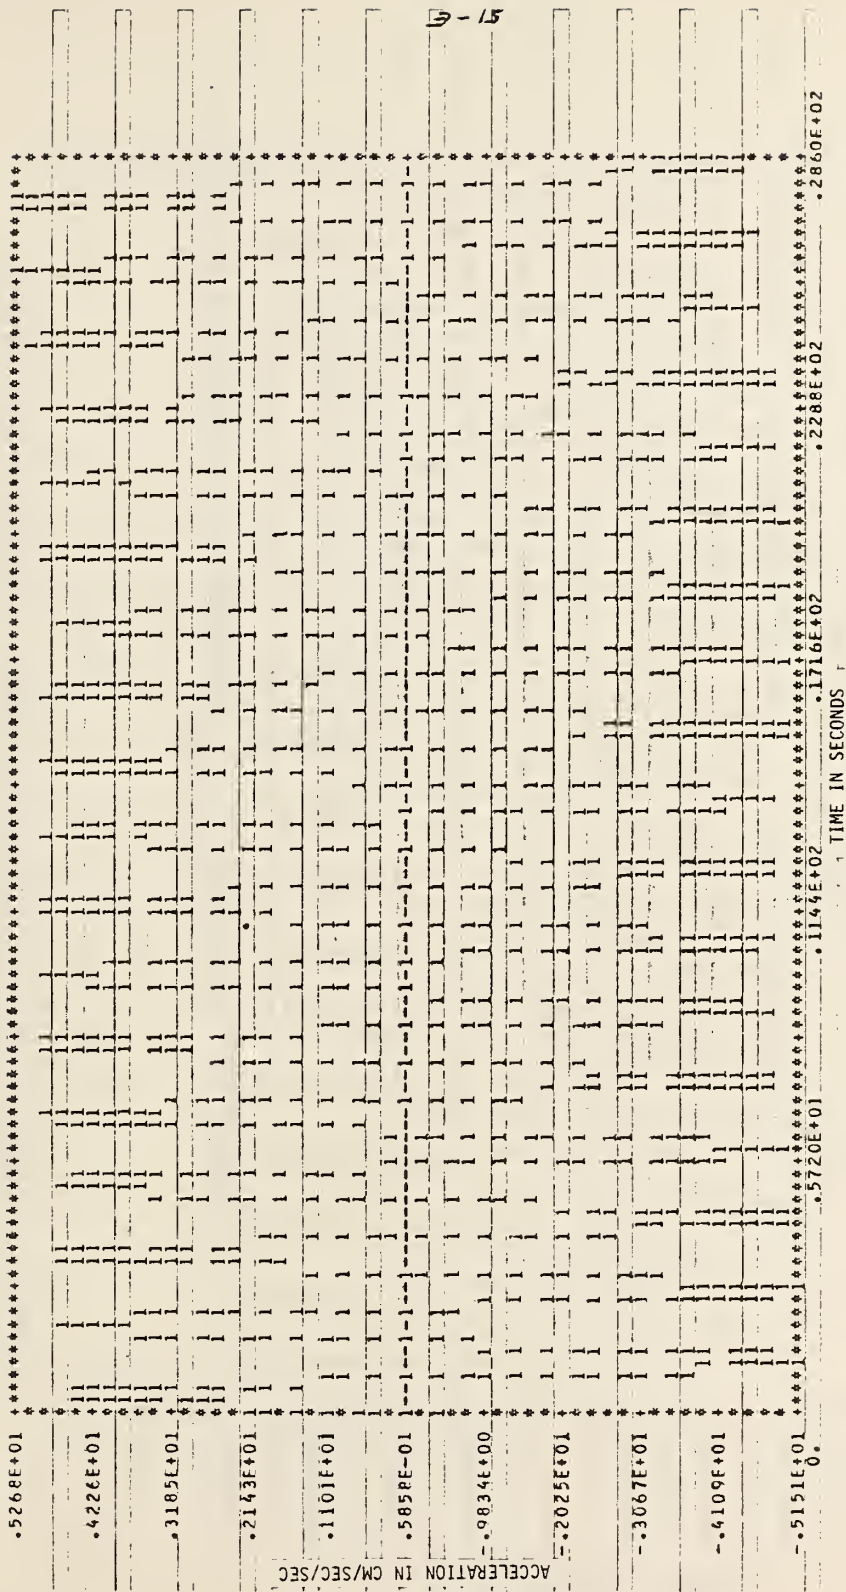 E-15
ACCELERATION IN CM/SEC/SEC
.5268E+01
.4226E+01
.3185E+01
.2143E+01
.1101E+01
.5858E-01
-.9834E+00
-.2025E+01
-.3067E+01
-.4109E+01
-.5151E+01
0.
.5720E+01
.1144E+02
.1716E+02
.2288E+02
.2860E+02
TIME IN SECONDS